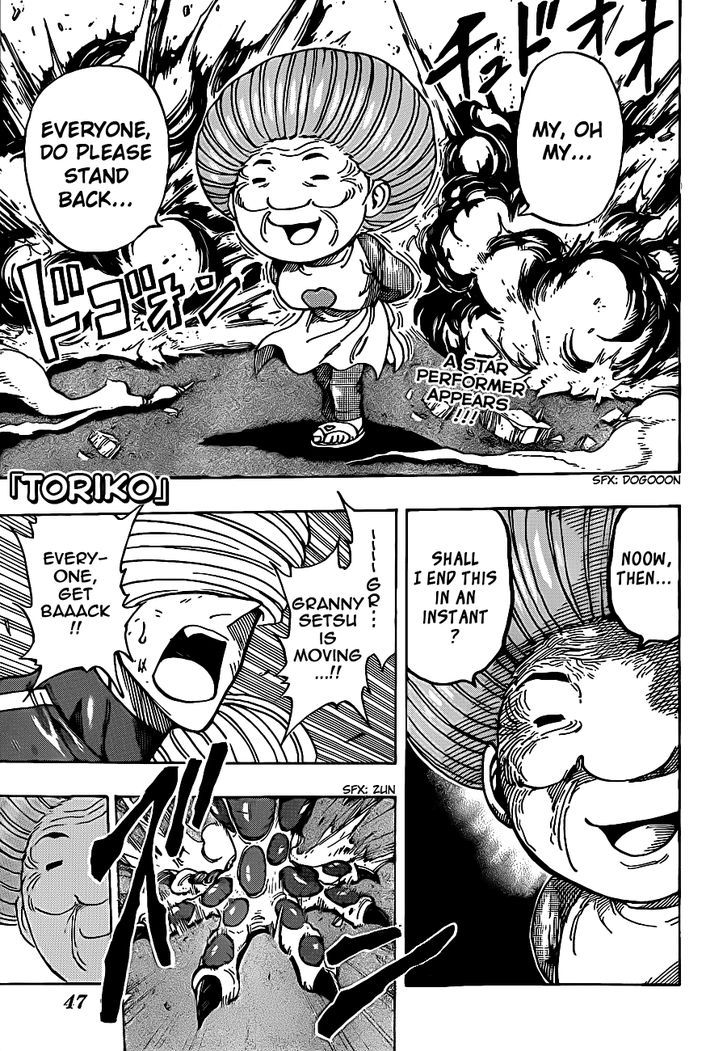 チュドオオ
MY, OH
MY...
EVERYONE,
DO PLEASE
STAND
BACK...
ドゴォン
A STAR
PERFORMER
APPEARS
!!!
SFX: DOGOOON
「TORIKO」
NOOW,
THEN...
SHALL
I END THIS
IN AN
INSTANT
?
GR...
GRANNY
SETSU
IS
MOVING
...!!
EVERY-
ONE,
GET
BAAACK
!!
SFX: ZUN
ズン
47